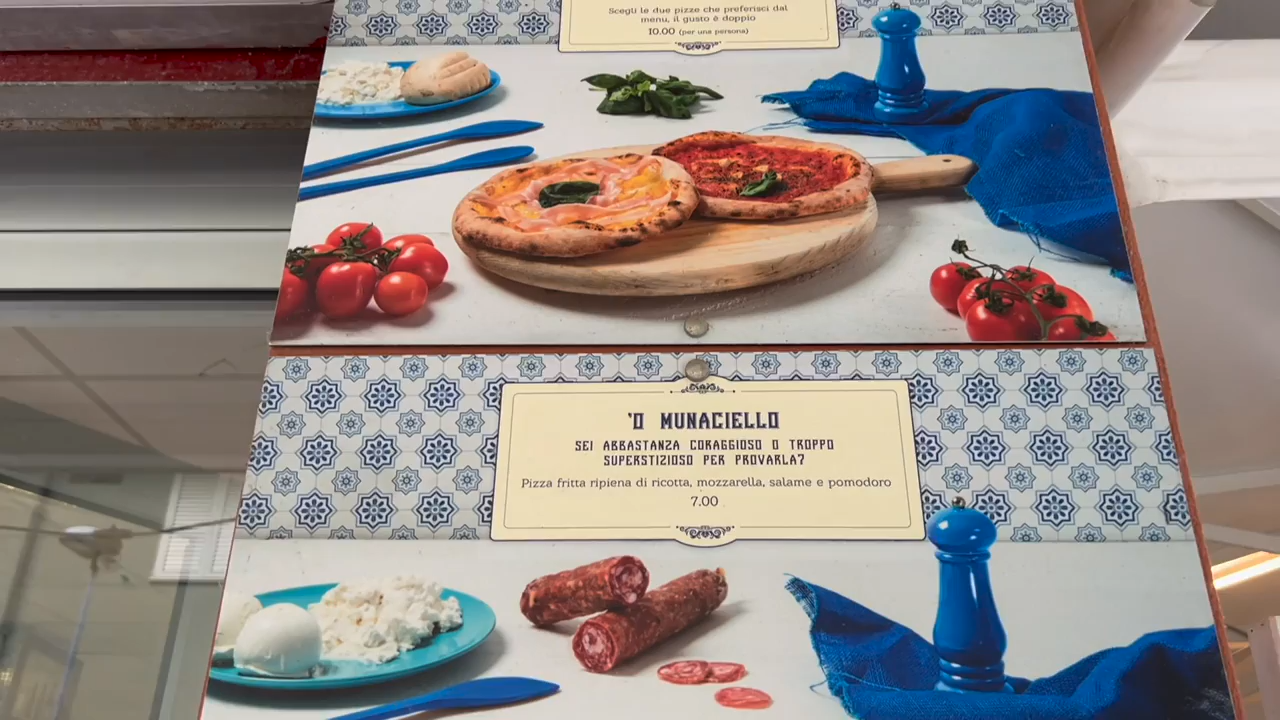 Scegli le due pizze che preferisci dal
menu, il gusto è doppio
10.00 (per una persona)
'O MUNACIELLO
SEI ABBASTANZA CORAGGIOSO O TROPPO
SUPERSTIZIOSO PER PROVARLA?
Pizza fritta ripiena di ricotta, mozzarella, salame e pomodoro
7.00